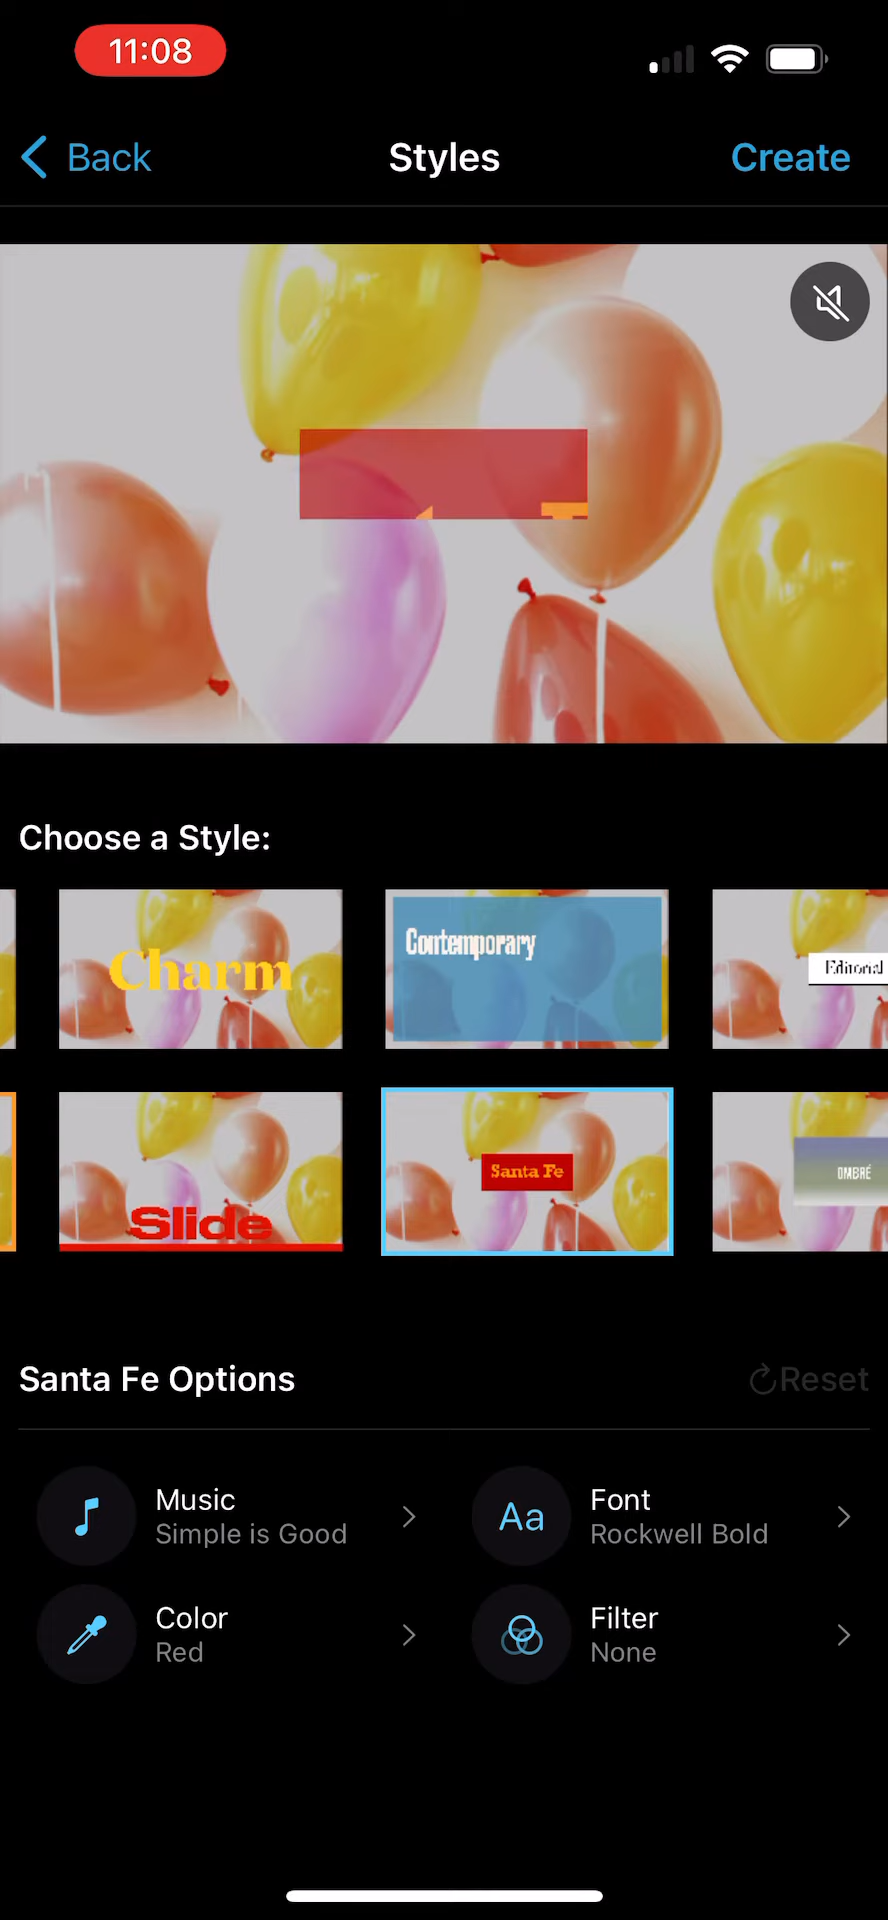 11:08
Back
Styles
Create
Choose a Style:
Charm
Contemporary
Editorial
Slide
Santa Fe
OMBRÉ
Santa Fe Options
Reset
Music
Simple is Good
Font
Aa
Rockwell Bold
Color
Red
Filter
None